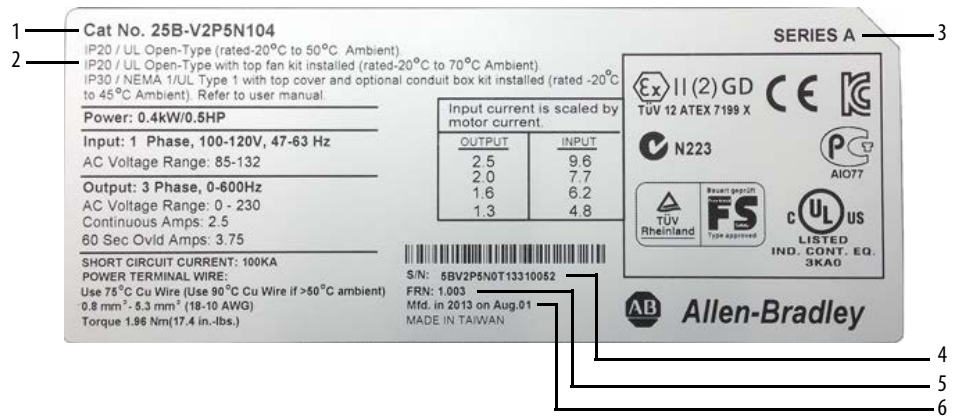 1
Cat No. 25B-V2P5N104
IP20 / UL Open-Type (rated-20°C to 50°C Ambient).
2
IP20 / UL Open-Type with top fan kit installed (rated-20°C to 70°C Ambient).
IP30 / NEMA 1/UL Type 1 with top cover and optional conduit box kit installed (rated -20°C
to 45°C Ambient). Refer to user manual.
Power: 0.4kW/0.5HP
Input: 1 Phase, 100-120V, 47-63 Hz
AC Voltage Range: 85-132
Output: 3 Phase, 0-600Hz
AC Voltage Range: 0 - 230
Continuous Amps: 2.5
60 Sec Ovld Amps: 3.75
SHORT CIRCUIT CURRENT: 100KA
POWER TERMINAL WIRE:
Use 75°C Cu Wire (Use 90°C Cu Wire if >50°C ambient)
0.8 mm² - 5.3 mm² (18-10 AWG)
Torque 1.96 Nm(17.4 in.-lbs.)
Input current is scaled by
motor current.
OUTPUT INPUT
2.5 9.6
2.0 7.7
1.6 6.2
1.3 4.8
S/N: 5BV2P5N0T13310052
FRN: 1.003
Mfd. in 2013 on Aug.01
MADE IN TAIWAN
SERIES A
3
Ex II (2) GD
TÜV 12 ATEX 7199 X
CE
N223
AIO77
TÜV
Rheinland
Bauart geprüft
FS
Type approved
C UL US
LISTED
IND. CONT. EQ.
3KA0
AB Allen-Bradley
4
5
6